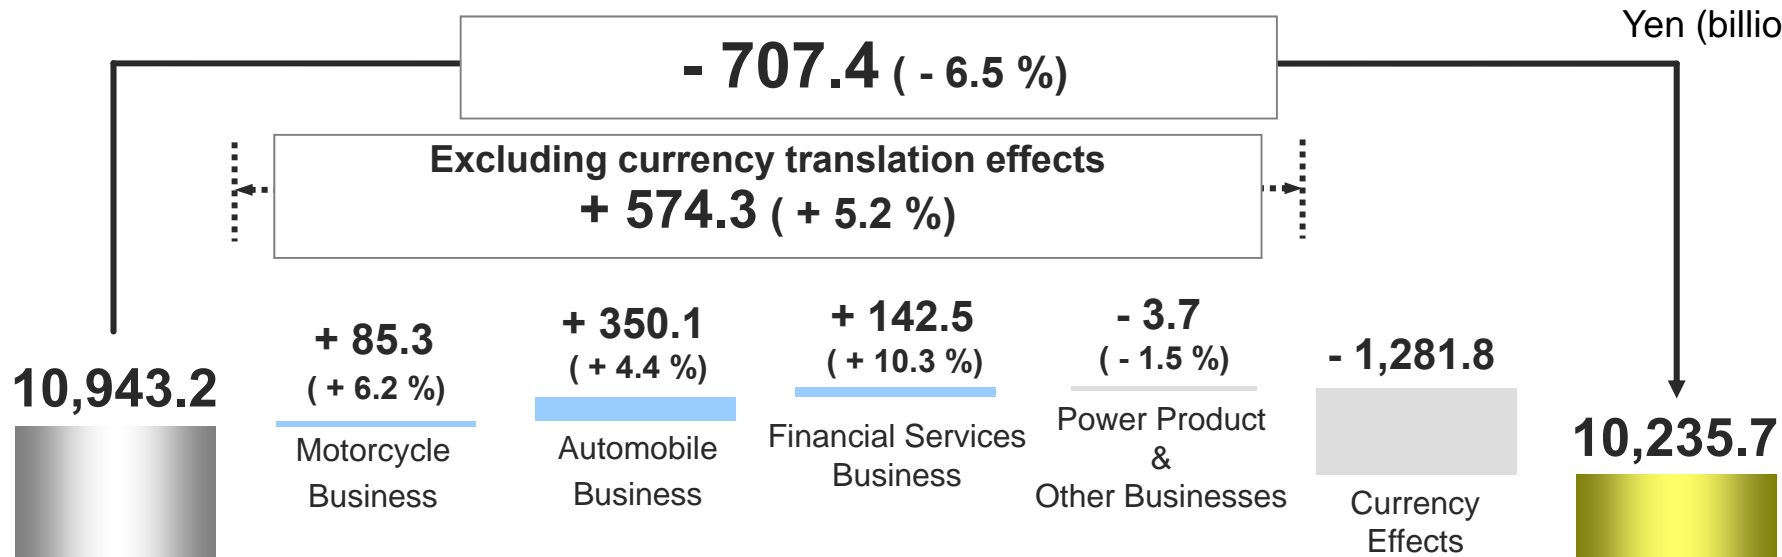 Yen (billio
- 707.4 ( - 6.5 %)
Excluding currency translation effects
+ 574.3 ( + 5.2 %)
10,943.2
+ 85.3
( + 6.2 %)
Motorcycle
Business
+ 350.1
( + 4.4 %)
Automobile
Business
+ 142.5
( + 10.3 %)
Financial Services
Business
- 3.7
( - 1.5 %)
Power Product
&
Other Businesses
- 1,281.8
Currency
Effects
10,235.7